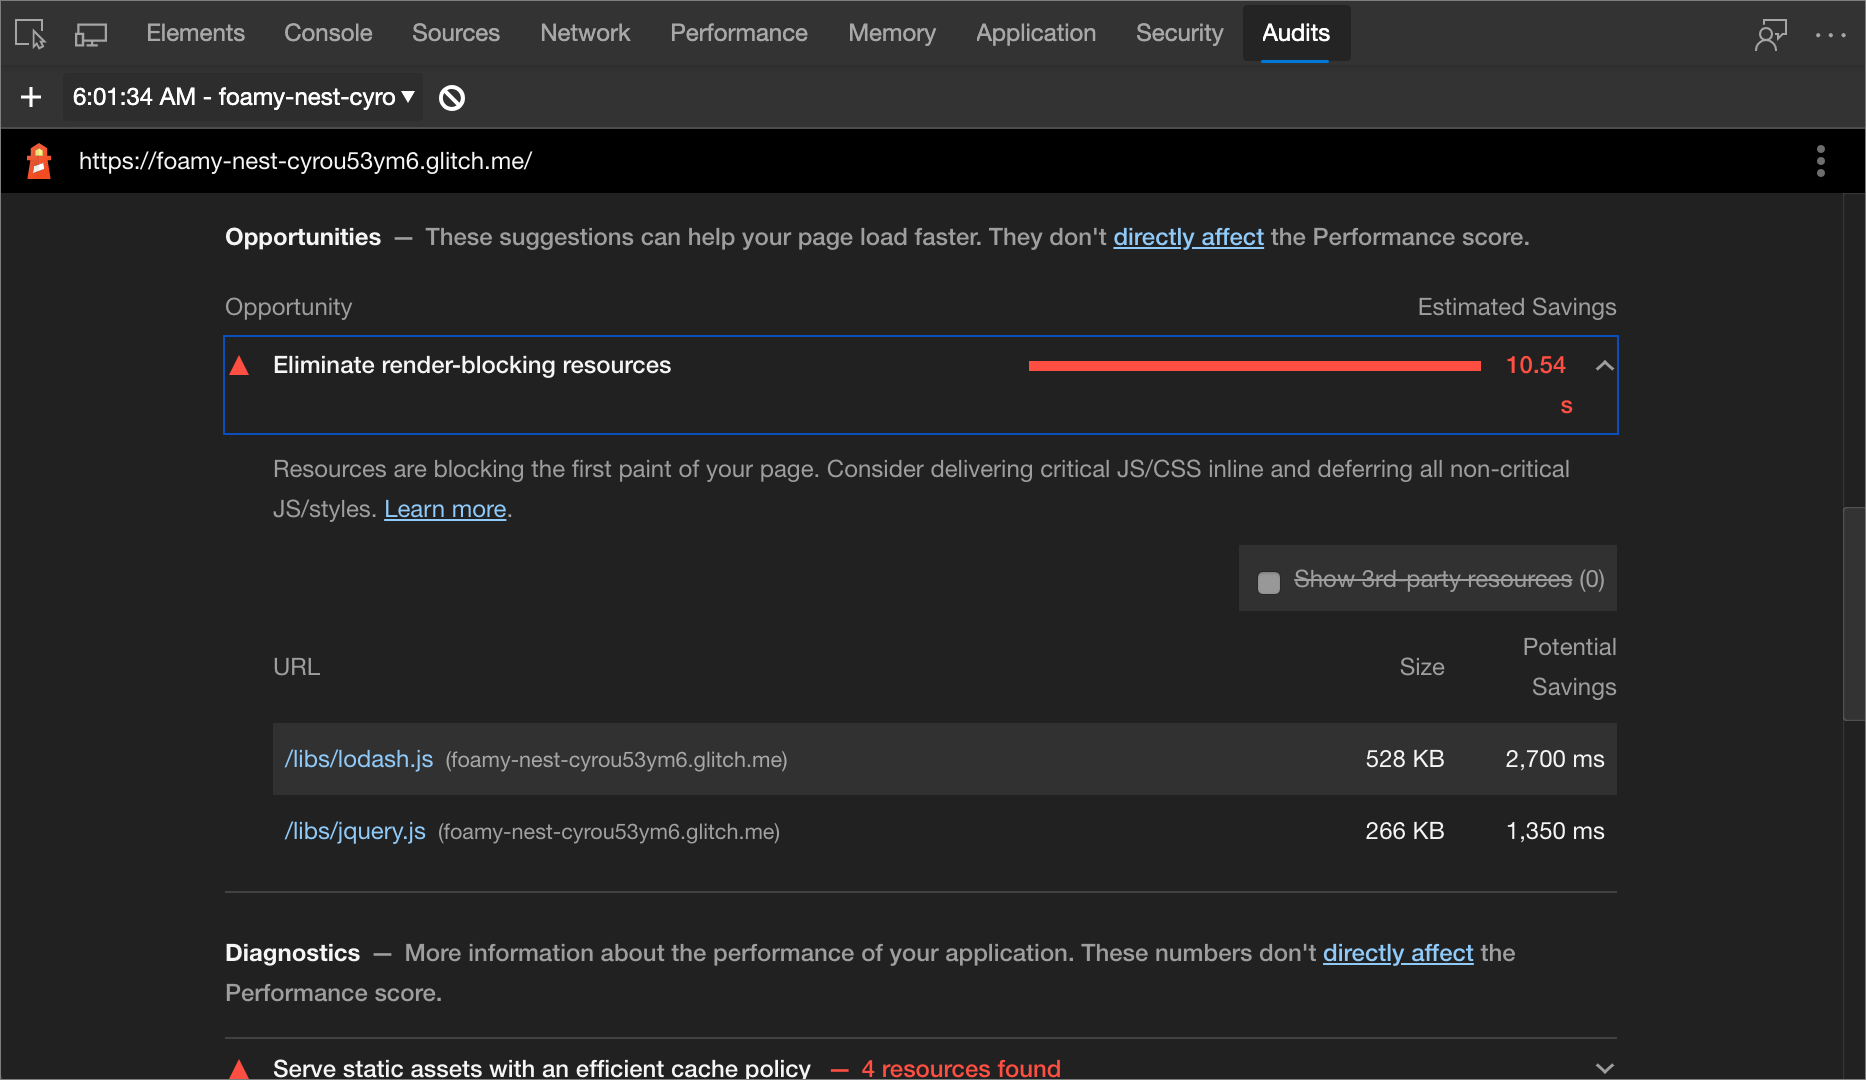 Elements Console Sources Network Performance Memory Application Security Audits
6:01:34 AM - foamy-nest-cyro
https://foamy-nest-cyrou53ym6.glitch.me/
Opportunities — These suggestions can help your page load faster. They don't directly affect the Performance score.
Opportunity Estimated Savings
Eliminate render-blocking resources 10.54
s
Resources are blocking the first paint of your page. Consider delivering critical JS/CSS inline and deferring all non-critical
JS/styles. Learn more.
Show 3rd-party resources (0)
URL Size Potential
Savings
/libs/lodash.js (foamy-nest-cyrou53ym6.glitch.me) 528 KB 2,700 ms
/libs/jquery.js (foamy-nest-cyrou53ym6.glitch.me) 266 KB 1,350 ms
Diagnostics — More information about the performance of your application. These numbers don't directly affect the
Performance score.
Serve static assets with an efficient cache policy — 4 resources found